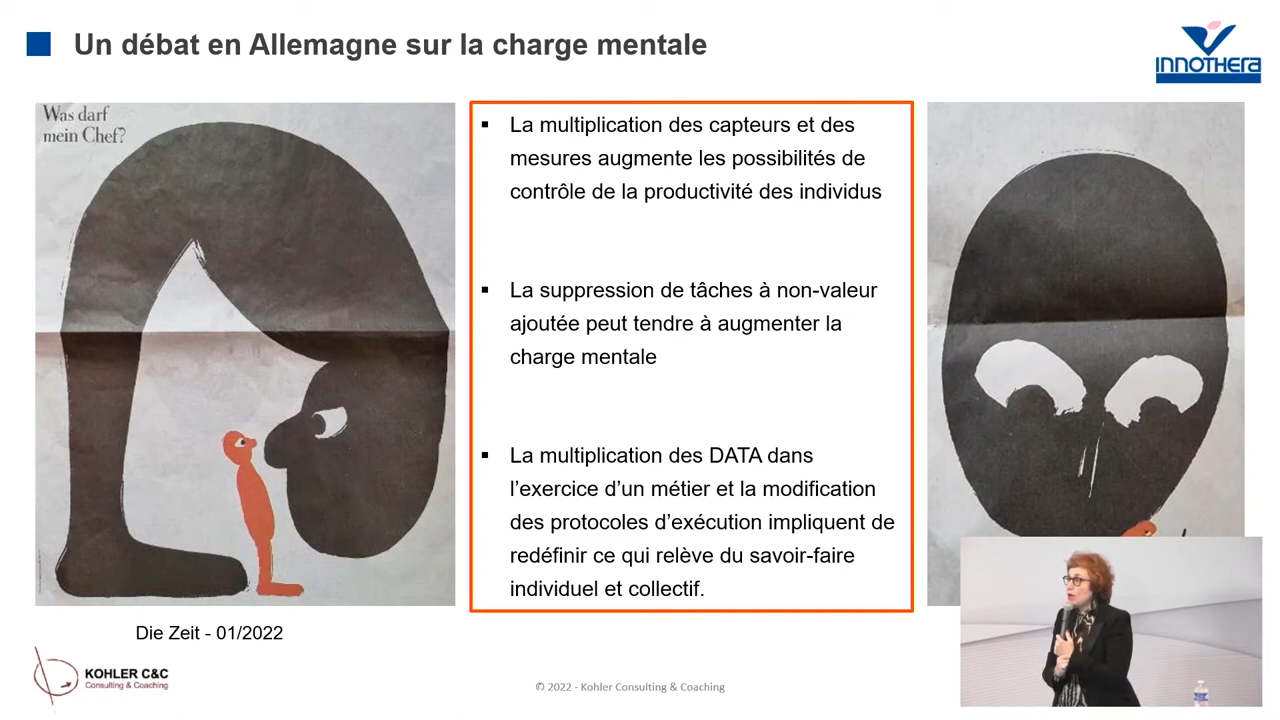 Un débat en Allemagne sur la charge mentale
INNOTHERA
Was darf
mein Chef?
▪ La multiplication des capteurs et des
mesures augmente les possibilités de
contrôle de la productivité des individus
▪ La suppression de tâches à non-valeur
ajoutée peut tendre à augmenter la
charge mentale
▪ La multiplication des DATA dans
l’exercice d’un métier et la modification
des protocoles d’exécution impliquent de
redéfinir ce qui relève du savoir-faire
individuel et collectif.
Die Zeit - 01/2022
KOHLER C&C
Consulting & Coaching
© 2022 - Kohler Consulting & Coaching